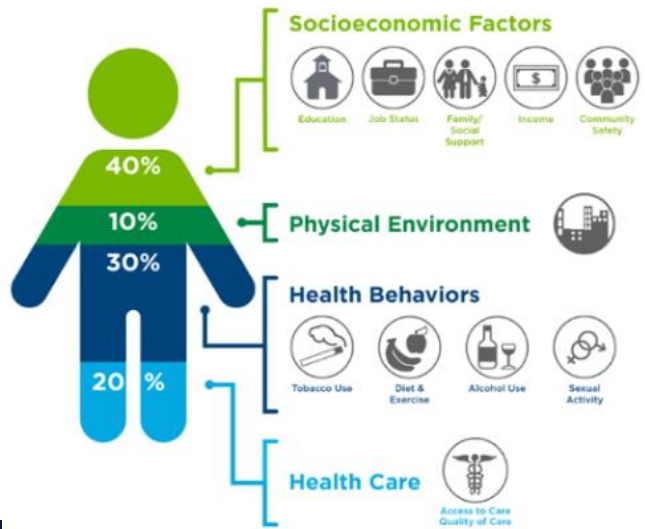 Socioeconomic Factors
Education
Job Status
Family/
Social
Support
Income
Community
Safety
40%
10%
Physical Environment
30%
Health Behaviors
Tobacco Use
Diet &
Exercise
Alcohol Use
Sexual
Activity
20 %
Health Care
Access to Care
Quality of Care
$